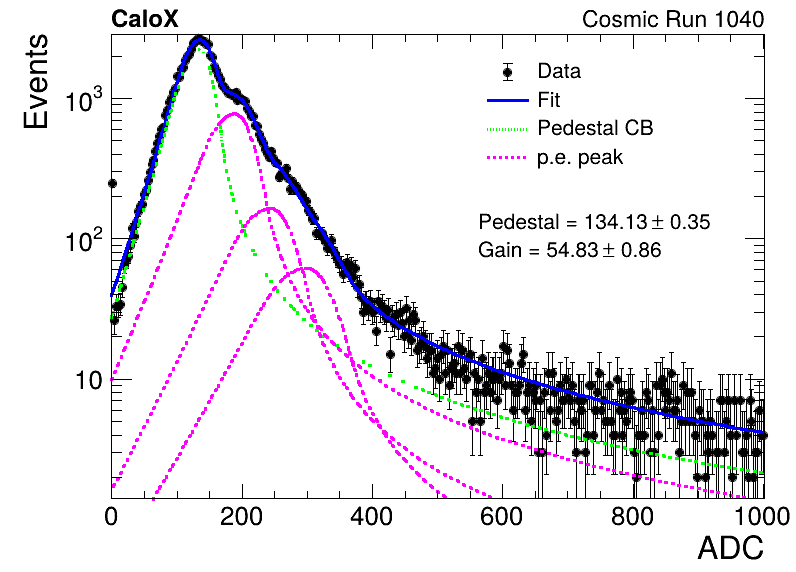 CaloX
Cosmic Run 1040
Events
10³
10²
10
Data
Fit
Pedestal CB
p.e. peak
Pedestal = 134.13 ± 0.35
Gain = 54.83 ± 0.86
0 200 400 600 800 1000
ADC